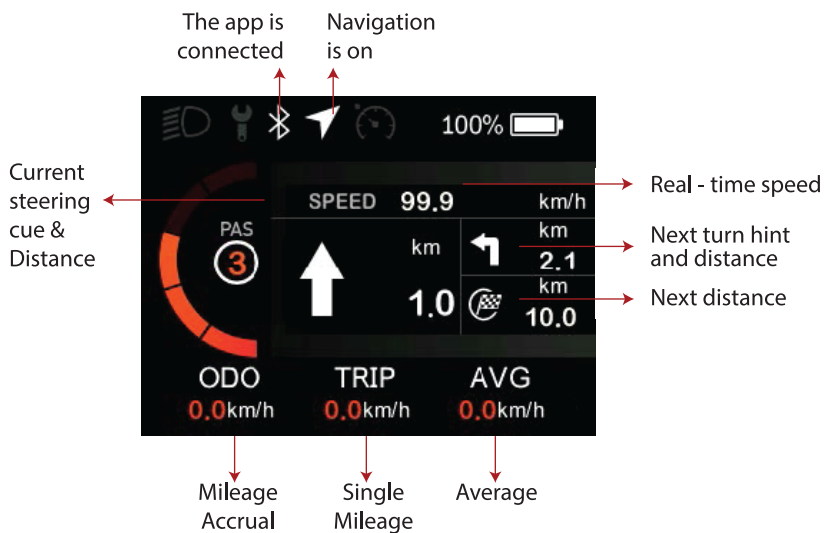 The app is
connected
Navigation
is on
100%
Current
steering
cue &
Distance
PAS
3
SPEED 99.9 km/h
km
1.0
km
2.1
km
10.0
Real - time speed
Next turn hint
and distance
Next distance
ODO
0.0km/h
TRIP
0.0km/h
AVG
0.0km/h
Mileage
Accrual
Single
Mileage
Average